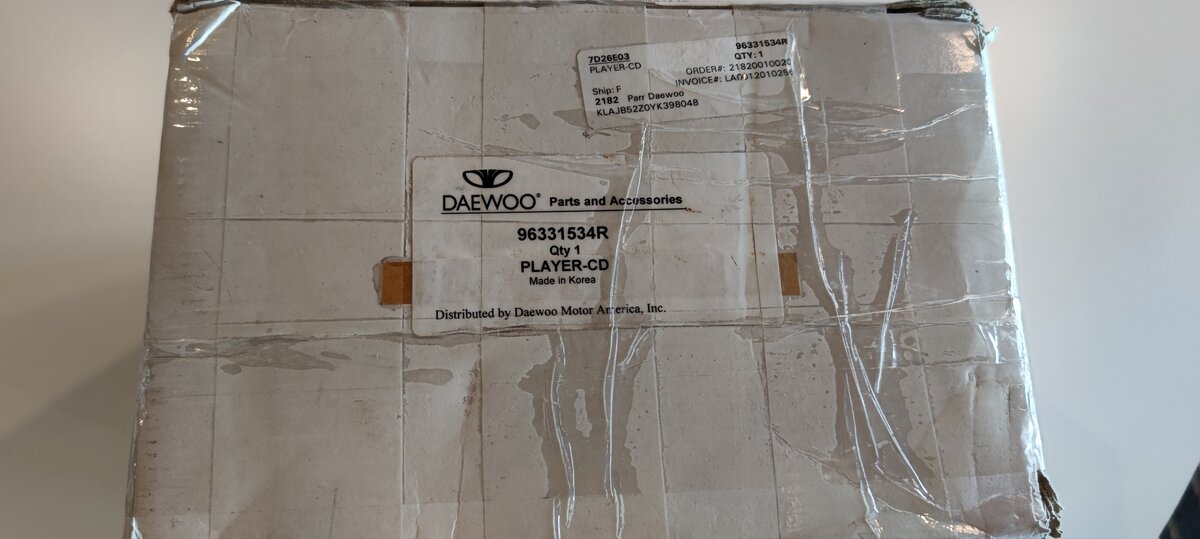 7D26E03 96331534R
PLAYER-CD QTY: 1
ORDER#: 2182001002
Ship: F INVOICE#: LA0012010256
2182 Parr Daewoo
KLAJB52Z0YK398048
DAEWOO® Parts and Accessories
96331534R
Qty 1
PLAYER-CD
Made in Korea
Distributed by Daewoo Motor America, Inc.